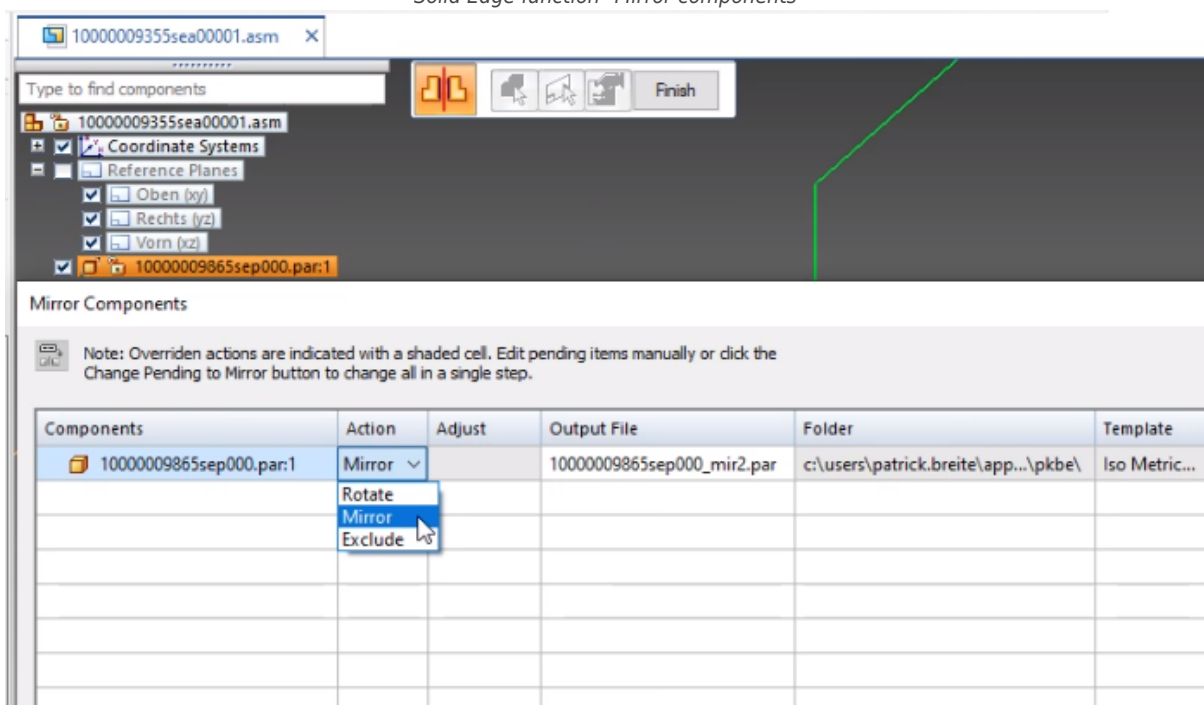 Solid Edge function "Mirror components"
10000009355sea00001.asm
Type to find components
Finish
10000009355sea00001.asm
Coordinate Systems
Reference Planes
Oben (xy)
Rechts (yz)
Vorn (xz)
10000009865sep000.par:1
Mirror Components
Note: Overriden actions are indicated with a shaded cell. Edit pending items manually or click the
Change Pending to Mirror button to change all in a single step.
Components Action Adjust Output File Folder Template
10000009865sep000.par:1 Mirror 10000009865sep000_mir2.par c:\users\patrick.breite\app...\pkbe\ Iso Metric...
Rotate
Mirror
Exclude